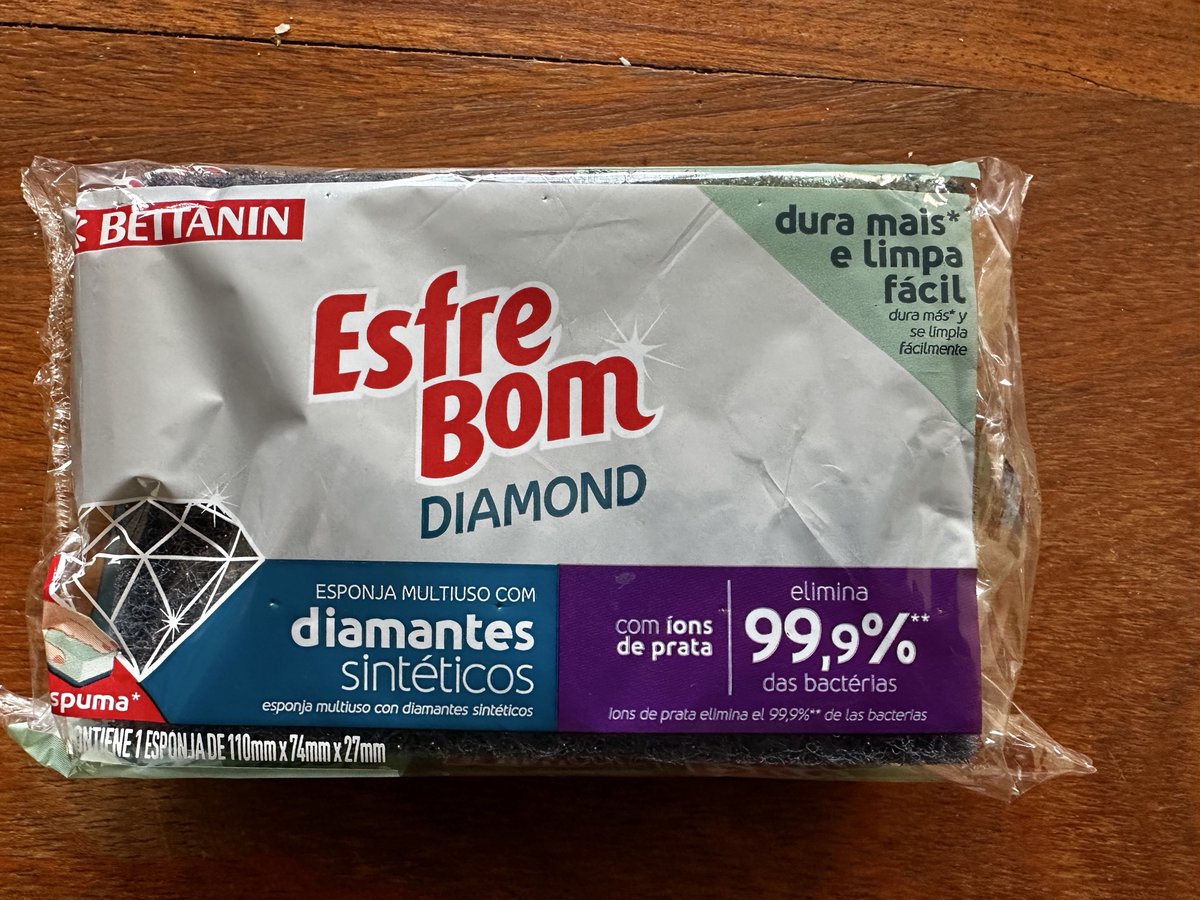 BETTANIN
dura mais*
e limpa
fácil
dura más* y
se limpia
fácilmente
Esfre
Bom
DIAMOND
ESPONJA MULTIUSO COM
diamantes
sintéticos
esponja multiuso con diamantes sintéticos
com íons
de prata
elimina
99,9%**
das bactérias
Ions de prata elimina el 99,9%** de las bacterias
spuma*
ONTIENE 1 ESPONJA DE 110mm x 74mm x 27mm